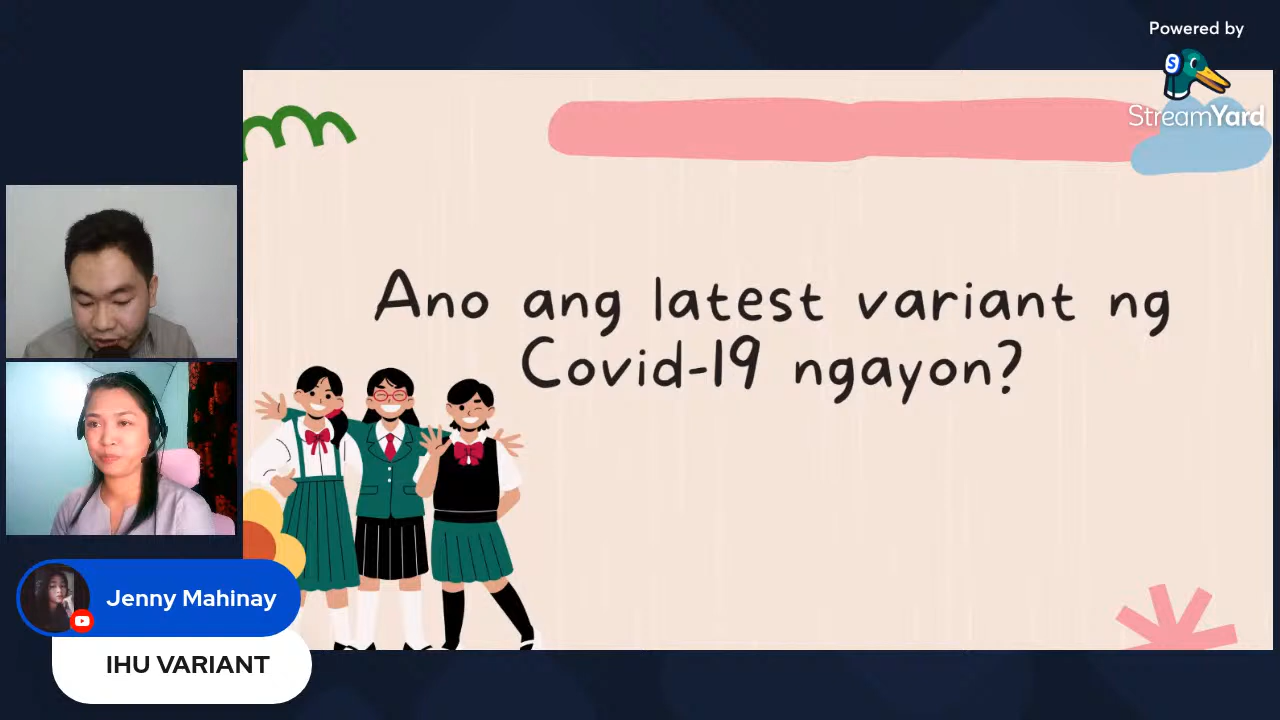 Powered by
StreamYard
Ano ang latest variant ng
Covid-19 ngayon?
Jenny Mahinay
IHU VARIANT